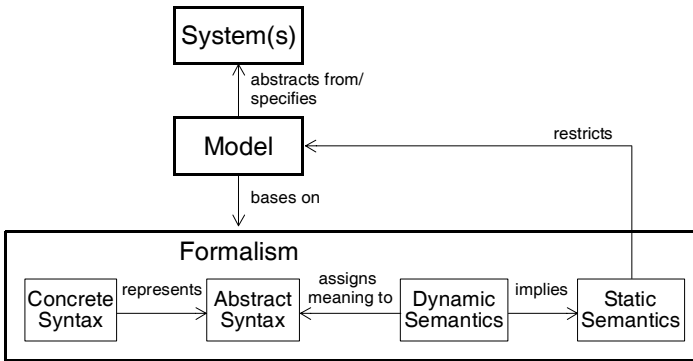 System(s)
abstracts from/
specifies
Model
restricts
bases on
Formalism
Concrete
Syntax
represents
Abstract
Syntax
assigns
meaning to
Dynamic
Semantics
implies
Static
Semantics